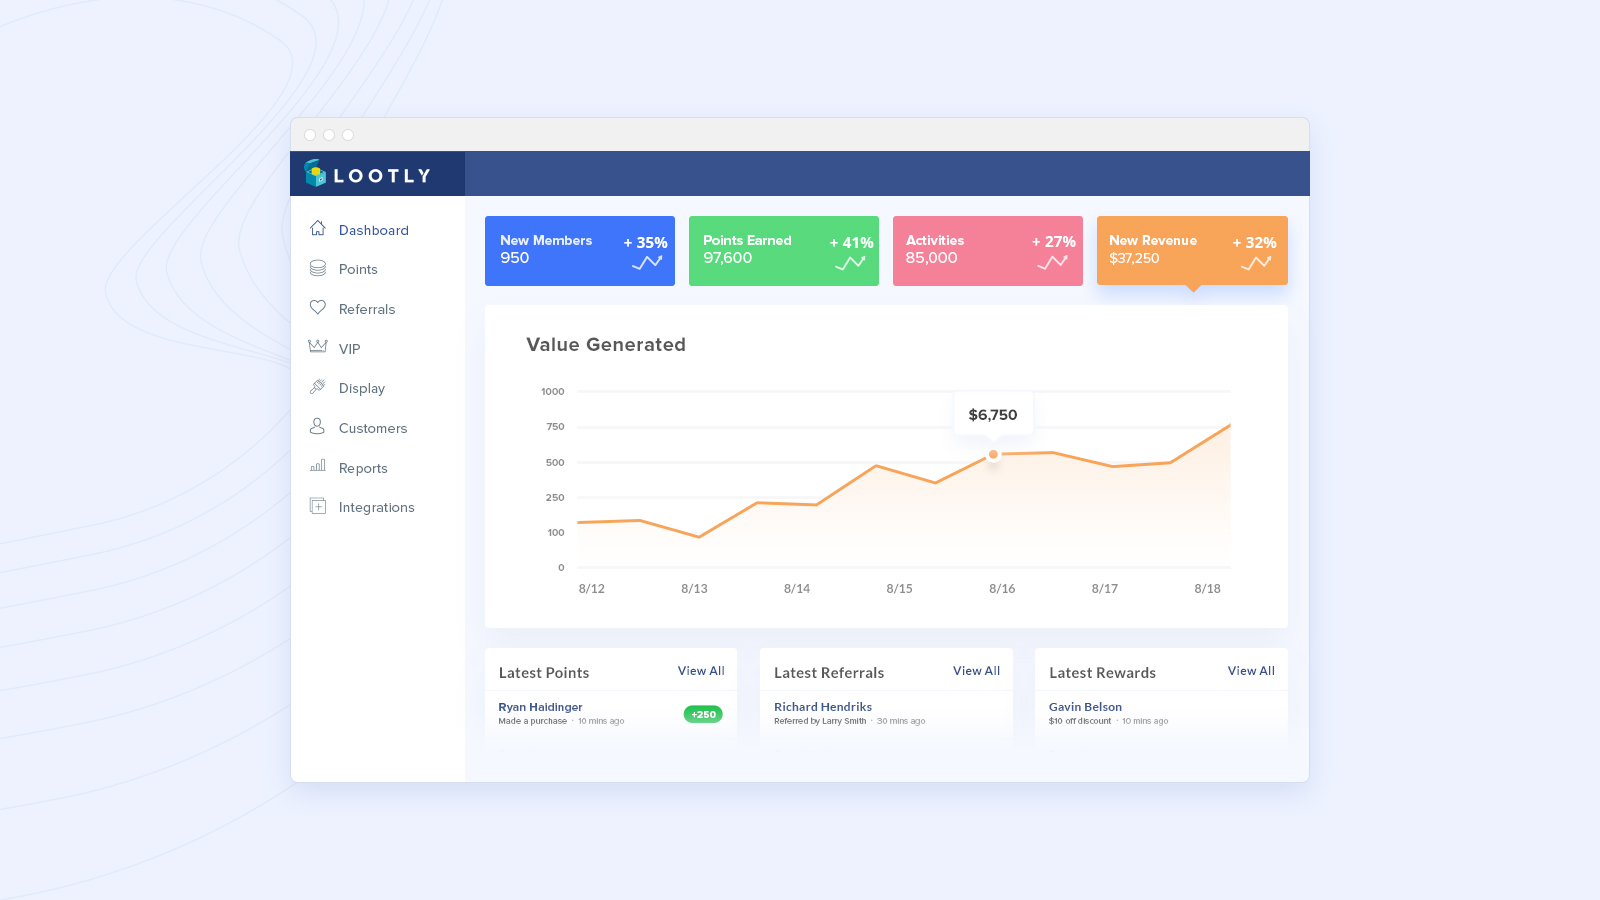 LOOTLY
Dashboard
Points
Referrals
VIP
Display
Customers
Reports
Integrations
New Members
950
+ 35%
Points Earned
97,600
+ 41%
Activities
85,000
+ 27%
New Revenue
$37,250
+ 32%
Value Generated
1000
750
500
250
100
0
$6,750
8/12 8/13 8/14 8/15 8/16 8/17 8/18
Latest Points View All
Ryan Haidinger
Made a purchase · 10 mins ago
+250
Latest Referrals View All
Richard Hendriks
Referred by Larry Smith · 30 mins ago
Latest Rewards View All
Gavin Belson
$10 off discount · 10 mins ago